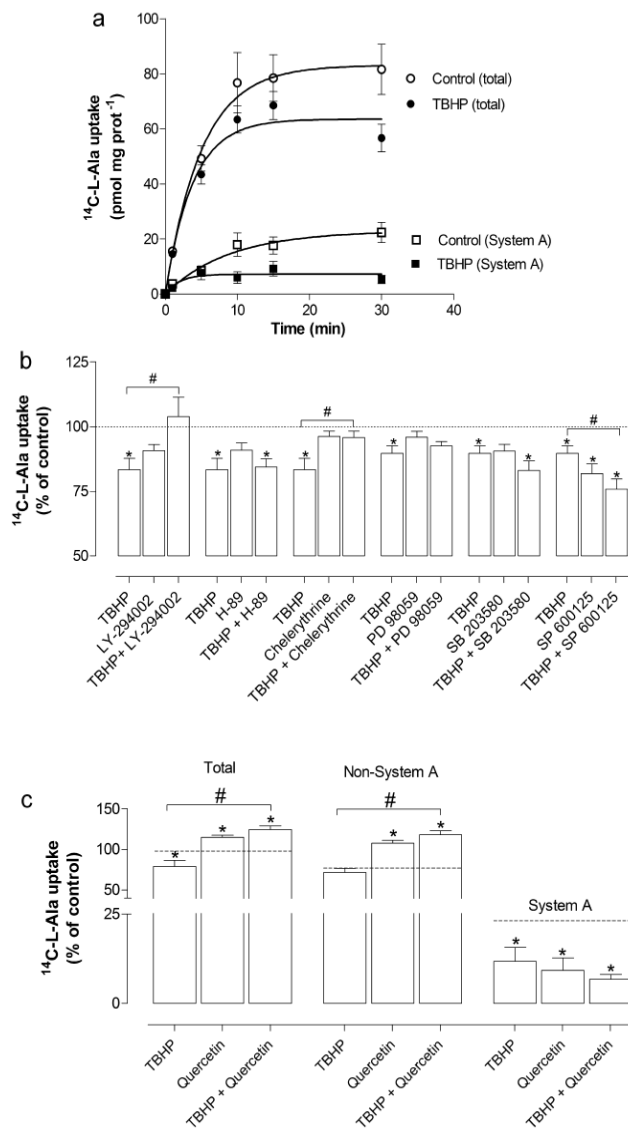 a
¹⁴C-L-Ala uptake
(pmol mg prot ⁻¹)
100
80
60
40
20
0
0
10
20
30
40
Time (min)
Control (total)
TBHP (total)
Control (System A)
TBHP (System A)
b
¹⁴C-L-Ala uptake
(% of control)
125
100
75
50
#
*
*
*
*
#
*
*
*
*
*
*
#
TBHP
LY-294002
TBHP+ LY-294002
TBHP
H-89
TBHP + H-89
TBHP
Chelerythrine
TBHP + Chelerythrine
TBHP
PD 98059
TBHP + PD 98059
TBHP
SB 203580
TBHP + SB 203580
TBHP
SP 600125
TBHP + SP 600125
c
¹⁴C-L-Ala uptake
(% of control)
150
100
50
25
0
Total
#
*
*
*
Non-System A
#
*
*
System A
*
*
*
TBHP
Quercetin
TBHP + Quercetin
TBHP
Quercetin
TBHP + Quercetin
TBHP
Quercetin
TBHP + Quercetin